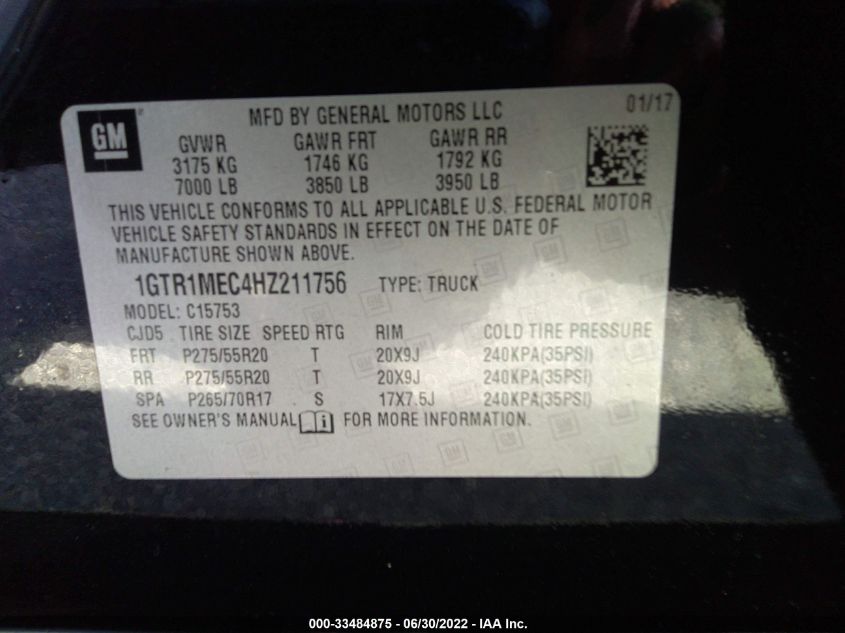 GM
MFD BY GENERAL MOTORS LLC
01/17
GVWR GAWR FRT GAWR RR
3175 KG 1746 KG 1792 KG
7000 LB 3850 LB 3950 LB
THIS VEHICLE CONFORMS TO ALL APPLICABLE U.S. FEDERAL MOTOR
VEHICLE SAFETY STANDARDS IN EFFECT ON THE DATE OF
MANUFACTURE SHOWN ABOVE.
1GTR1MEC4HZ211756 TYPE: TRUCK
MODEL: C15753
CJD5 TIRE SIZE SPEED RTG RIM COLD TIRE PRESSURE
FRT P275/55R20 T 20X9J 240KPA(35PSI)
RR P275/55R20 T 20X9J 240KPA(35PSI)
SPA P265/70R17 S 17X7.5J 240KPA(35PSI)
SEE OWNER'S MANUAL i FOR MORE INFORMATION.
000-33484875 - 06/30/2022 - IAA Inc.